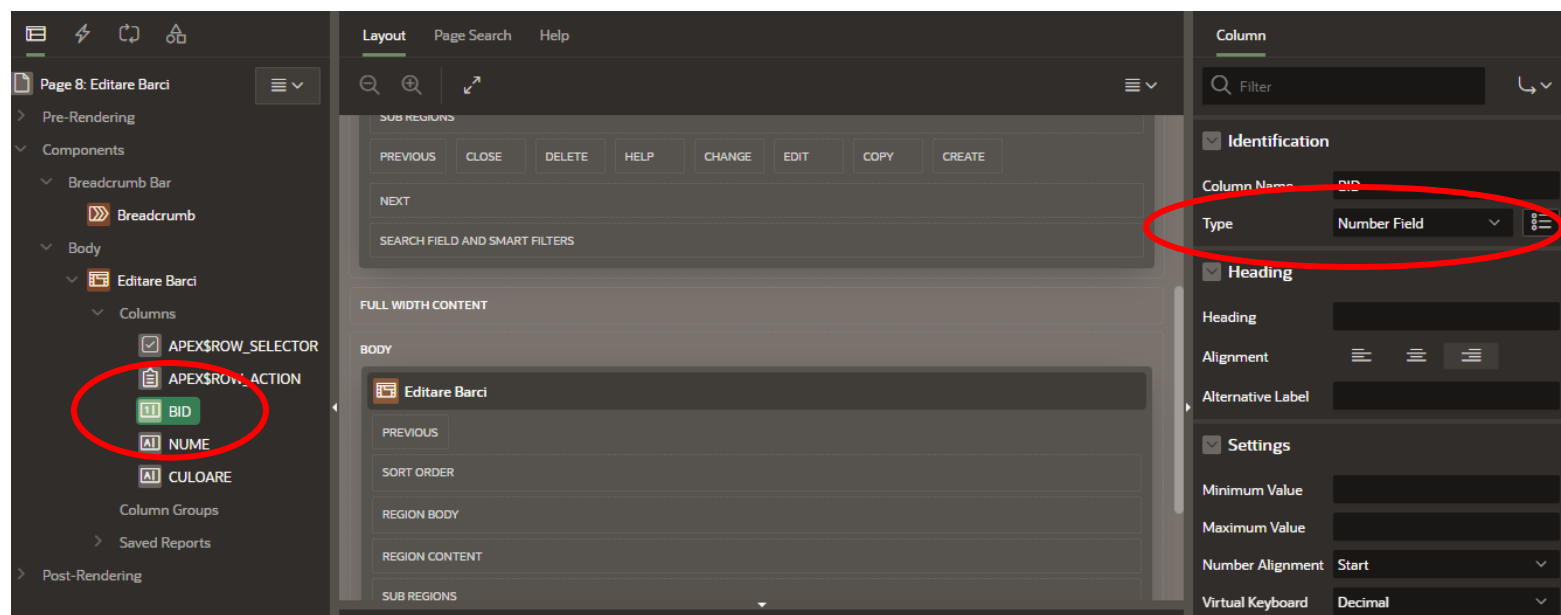 Page 8: Editare Barci
Pre-Rendering
Components
Breadcrumb Bar
Breadcrumb
Body
Editare Barci
Columns
APEX$ROW_SELECTOR
APEX$ROW_ACTION
BID
NUME
CULOARE
Column Groups
Saved Reports
Post-Rendering
Layout Page Search Help
SUB REGIONS
PREVIOUS CLOSE DELETE HELP CHANGE EDIT COPY CREATE
NEXT
SEARCH FIELD AND SMART FILTERS
FULL WIDTH CONTENT
BODY
Editare Barci
PREVIOUS
SORT ORDER
REGION BODY
REGION CONTENT
SUB REGIONS
Column
Filter
Identification
Column Name BID
Type Number Field
Heading
Heading
Alignment
Alternative Label
Settings
Minimum Value
Maximum Value
Number Alignment Start
Virtual Keyboard Decimal